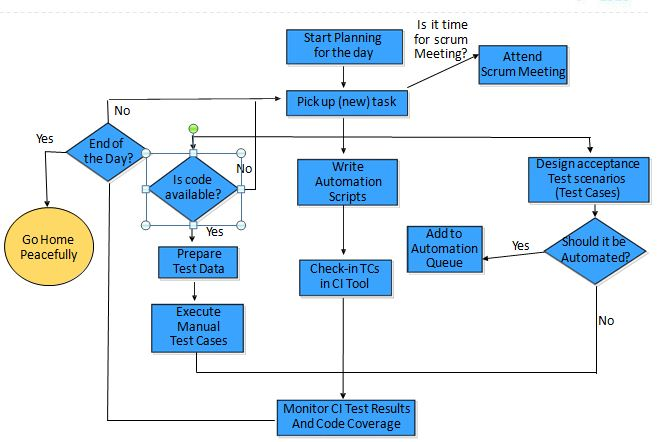 Is it time
for scrum
Meeting?
Start Planning
for the day
Attend
Scrum Meeting
Pick up (new) task
No
Yes
End of
the Day?
No
Is code
available?
Write
Automation
Scripts
Design acceptance
Test scenarios
(Test Cases)
Go Home
Peacefully
Yes
Prepare
Test Data
Add to
Automation
Queue
Yes
Should it be
Automated?
Check-in TCs
in CI Tool
Execute
Manual
Test Cases
No
Monitor CI Test Results
And Code Coverage